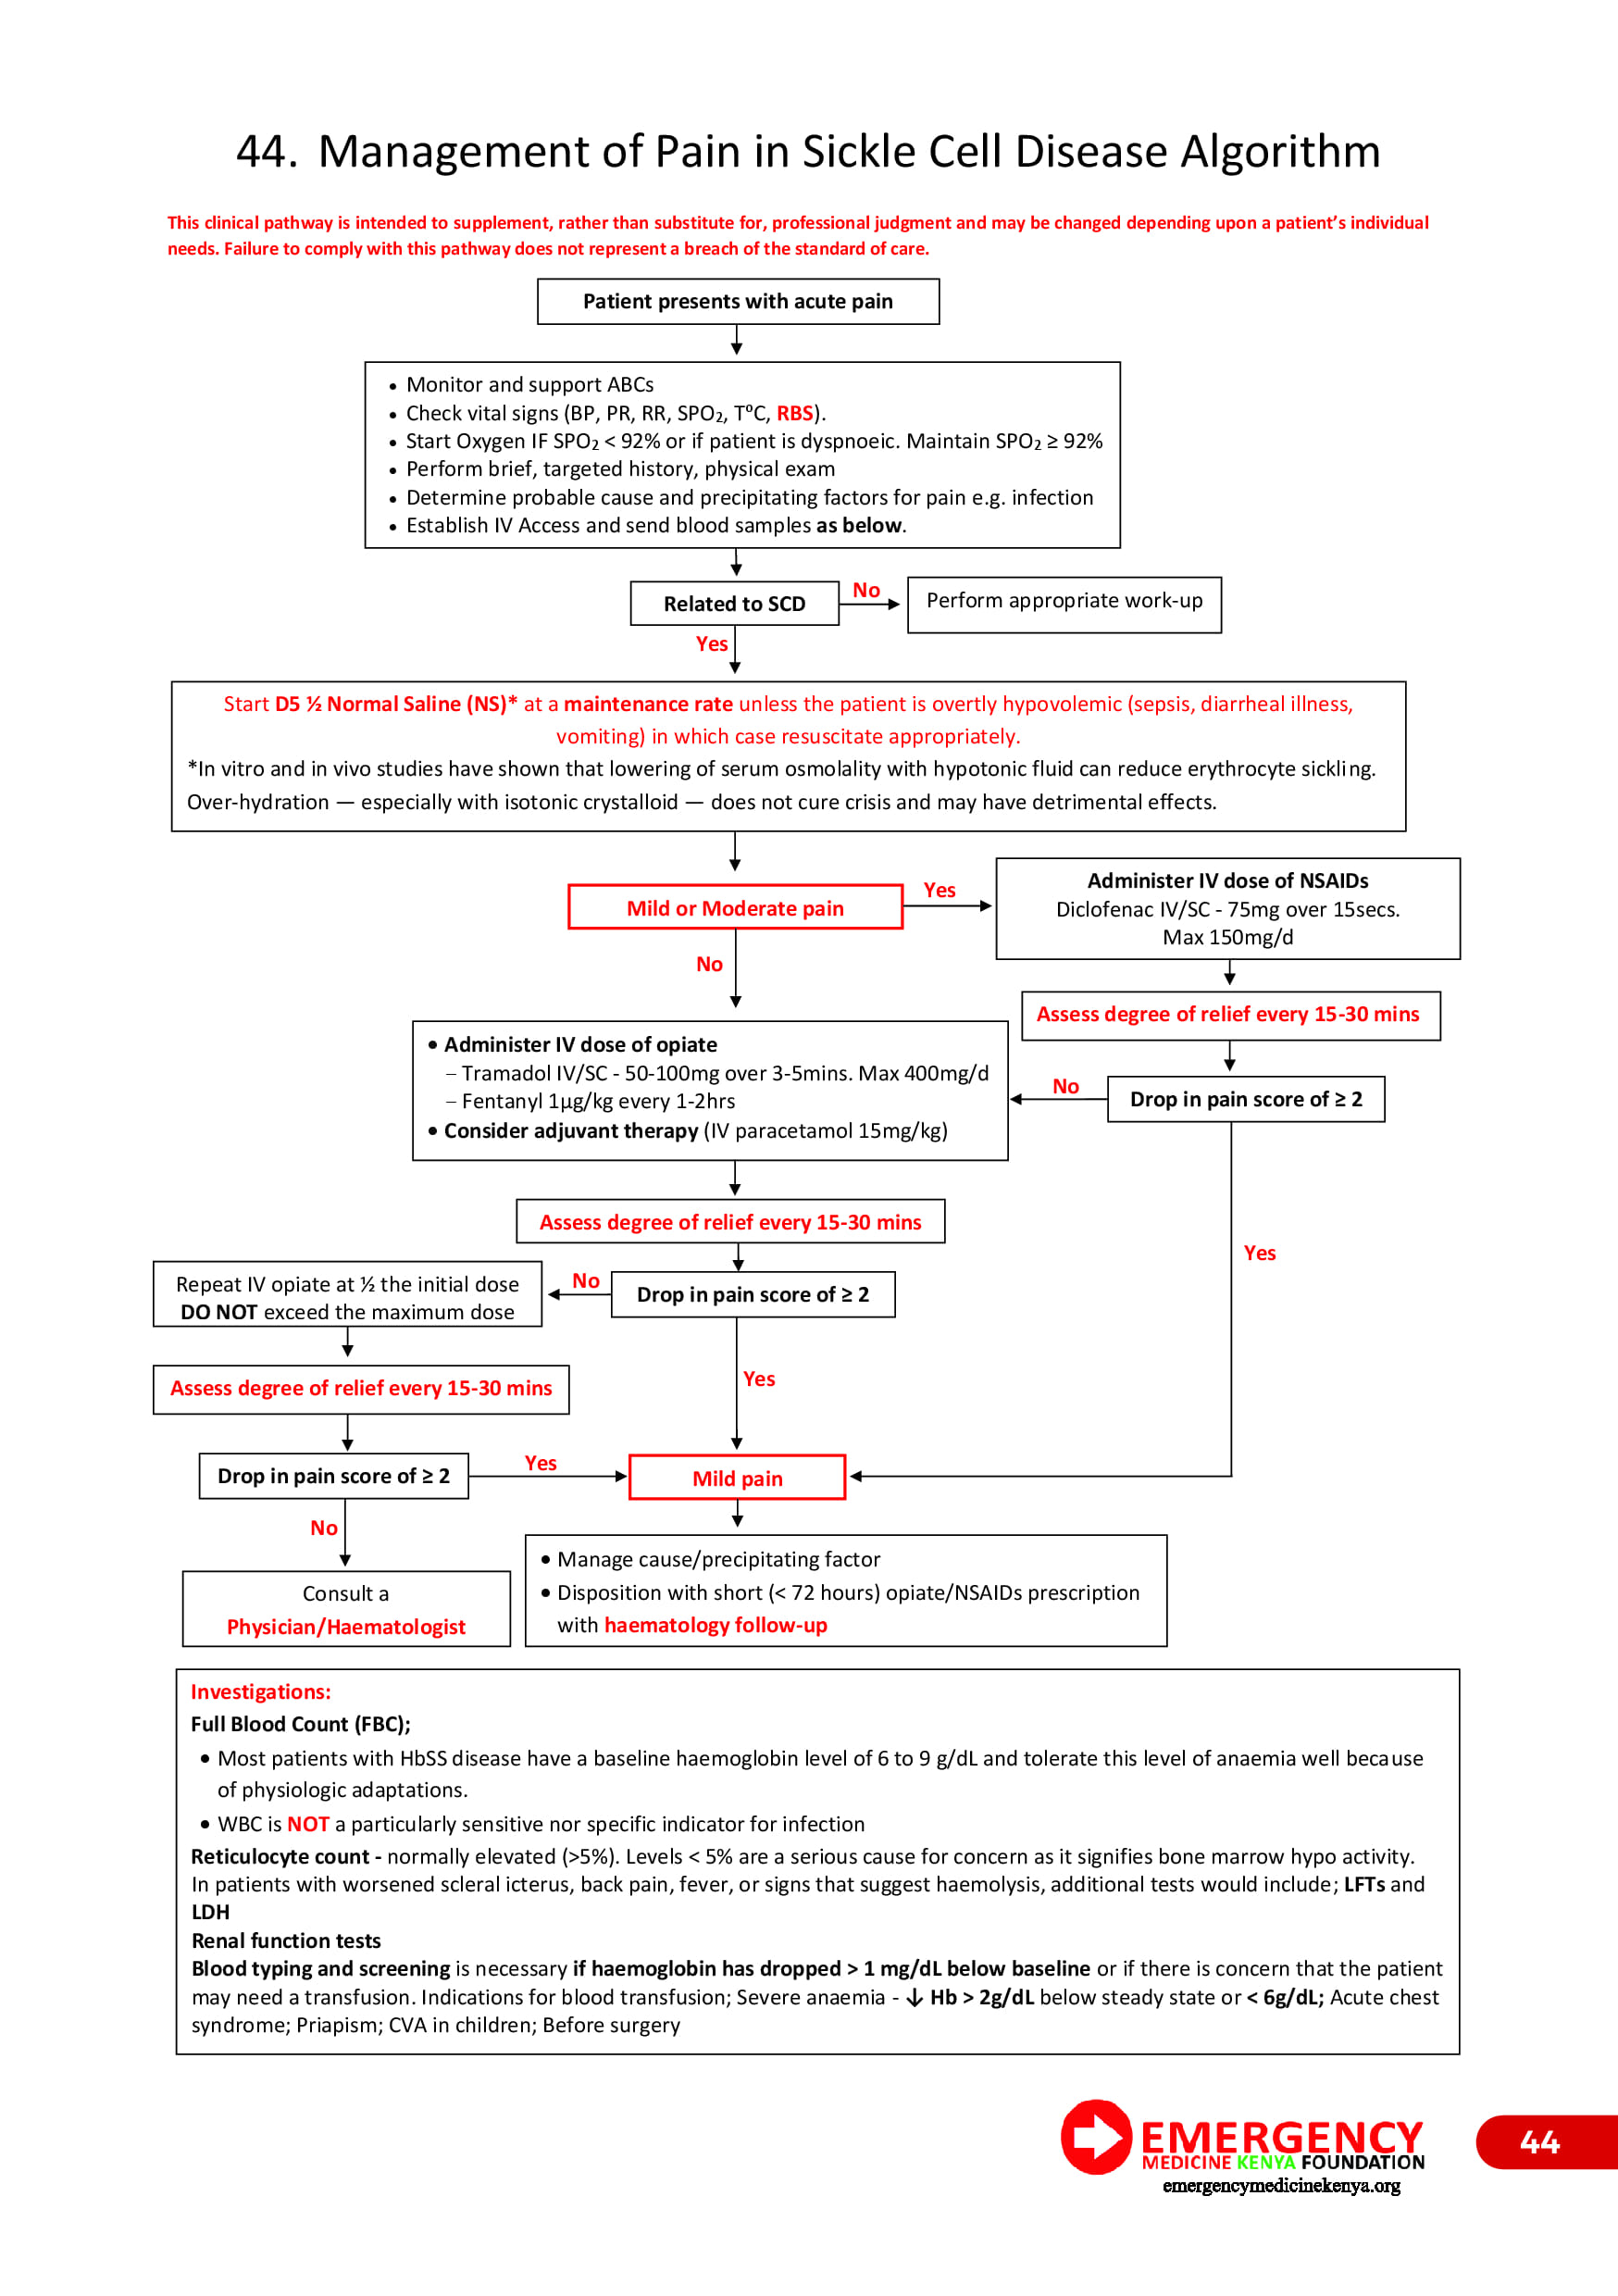 44. Management of Pain in Sickle Cell Disease Algorithm
This clinical pathway is intended to supplement, rather than substitute for, professional judgment and may be changed depending upon a patient’s individual
needs. Failure to comply with this pathway does not represent a breach of the standard of care.
Patient presents with acute pain
• Monitor and support ABCs
• Check vital signs (BP, PR, RR, SPO₂, T⁰C, RBS).
• Start Oxygen IF SPO₂ < 92% or if patient is dyspnoeic. Maintain SPO₂ ≥ 92%
• Perform brief, targeted history, physical exam
• Determine probable cause and precipitating factors for pain e.g. infection
• Establish IV Access and send blood samples as below.
Related to SCD
No
Perform appropriate work-up
Yes
Start D5 ½ Normal Saline (NS)* at a maintenance rate unless the patient is overtly hypovolemic (sepsis, diarrheal illness,
vomiting) in which case resuscitate appropriately.
*In vitro and in vivo studies have shown that lowering of serum osmolality with hypotonic fluid can reduce erythrocyte sickling.
Over-hydration — especially with isotonic crystalloid — does not cure crisis and may have detrimental effects.
Mild or Moderate pain
Yes
Administer IV dose of NSAIDs
Diclofenac IV/SC - 75mg over 15secs.
Max 150mg/d
No
Assess degree of relief every 15-30 mins
• Administer IV dose of opiate
– Tramadol IV/SC - 50-100mg over 3-5mins. Max 400mg/d
– Fentanyl 1µg/kg every 1-2hrs
• Consider adjuvant therapy (IV paracetamol 15mg/kg)
No
Drop in pain score of ≥ 2
Assess degree of relief every 15-30 mins
Yes
Repeat IV opiate at ½ the initial dose
DO NOT exceed the maximum dose
No
Drop in pain score of ≥ 2
Assess degree of relief every 15-30 mins
Yes
Drop in pain score of ≥ 2
Yes
Mild pain
No
Consult a
Physician/Haematologist
• Manage cause/precipitating factor
• Disposition with short (< 72 hours) opiate/NSAIDs prescription
with haematology follow-up
Investigations:
Full Blood Count (FBC);
• Most patients with HbSS disease have a baseline haemoglobin level of 6 to 9 g/dL and tolerate this level of anaemia well because
of physiologic adaptations.
• WBC is NOT a particularly sensitive nor specific indicator for infection
Reticulocyte count - normally elevated (>5%). Levels < 5% are a serious cause for concern as it signifies bone marrow hypo activity.
In patients with worsened scleral icterus, back pain, fever, or signs that suggest haemolysis, additional tests would include; LFTs and
LDH
Renal function tests
Blood typing and screening is necessary if haemoglobin has dropped > 1 mg/dL below baseline or if there is concern that the patient
may need a transfusion. Indications for blood transfusion; Severe anaemia - ↓ Hb > 2g/dL below steady state or < 6g/dL; Acute chest
syndrome; Priapism; CVA in children; Before surgery
EMERGENCY
MEDICINE KENYA FOUNDATION
emergencymedicinekenya.org
44